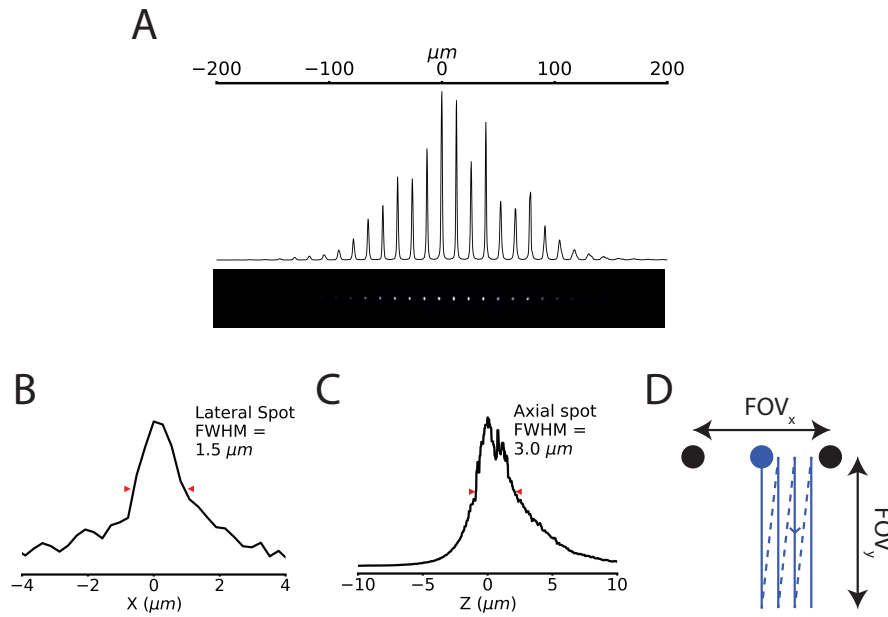 A
μm
−200 −100 0 100 200
B
Lateral Spot
FWHM =
1.5 μm
−4 −2 0 2 4
X (μm)
C
Axial spot
FWHM =
3.0 μm
−10 −5 0 5 10
Z (μm)
D
FOVx
FOVy